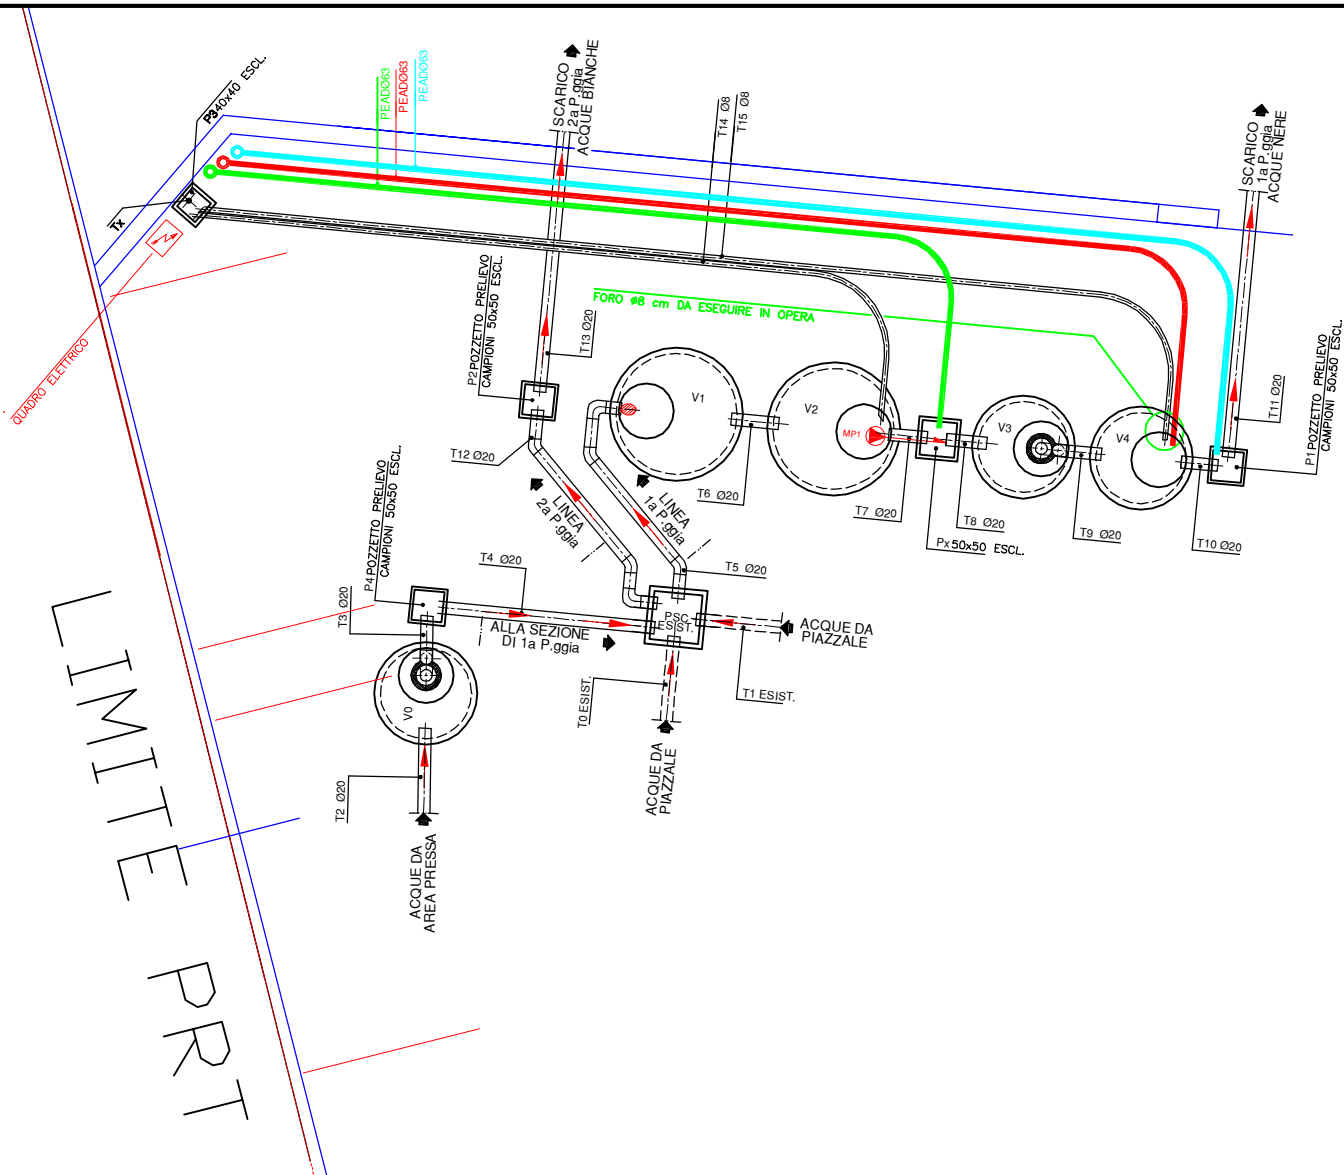 P3 40x40 ESCL.
Tx
QUADRO ELETTRICO
PEADØ63
PEADØ63
PEADØ63
SCARICO
2a P.ggia
ACQUE BIANCHE
T14 Ø8
T15 Ø8
SCARICO
1a P.ggia
ACQUE NERE
P2 POZZETTO PRELIEVO
CAMPIONI 50x50 ESCL.
T13 Ø20
FORO ø8 cm DA ESEGUIRE IN OPERA
V1
V2
MP1
V3
V4
T11 Ø20
P1 POZZETTO PRELIEVO
CAMPIONI 50x50 ESCL.
T12 Ø20
T6 Ø20
T7 Ø20
T8 Ø20
Px 50x50 ESCL.
T9 Ø20
T10 Ø20
LINEA
2a P.ggia
LINEA
1a P.ggia
P4 POZZETTO PRELIEVO
CAMPIONI 50x50 ESCL.
T3 Ø20
T4 Ø20
T5 Ø20
ALLA SEZIONE
DI 1a P.ggia
PSC
ESIST.
ACQUE DA
PIAZZALE
T1 ESIST.
T0 ESIST.
ACQUE DA
PIAZZALE
V0
T2 Ø20
ACQUE DA
AREA PRESSA
LIMITE PRT